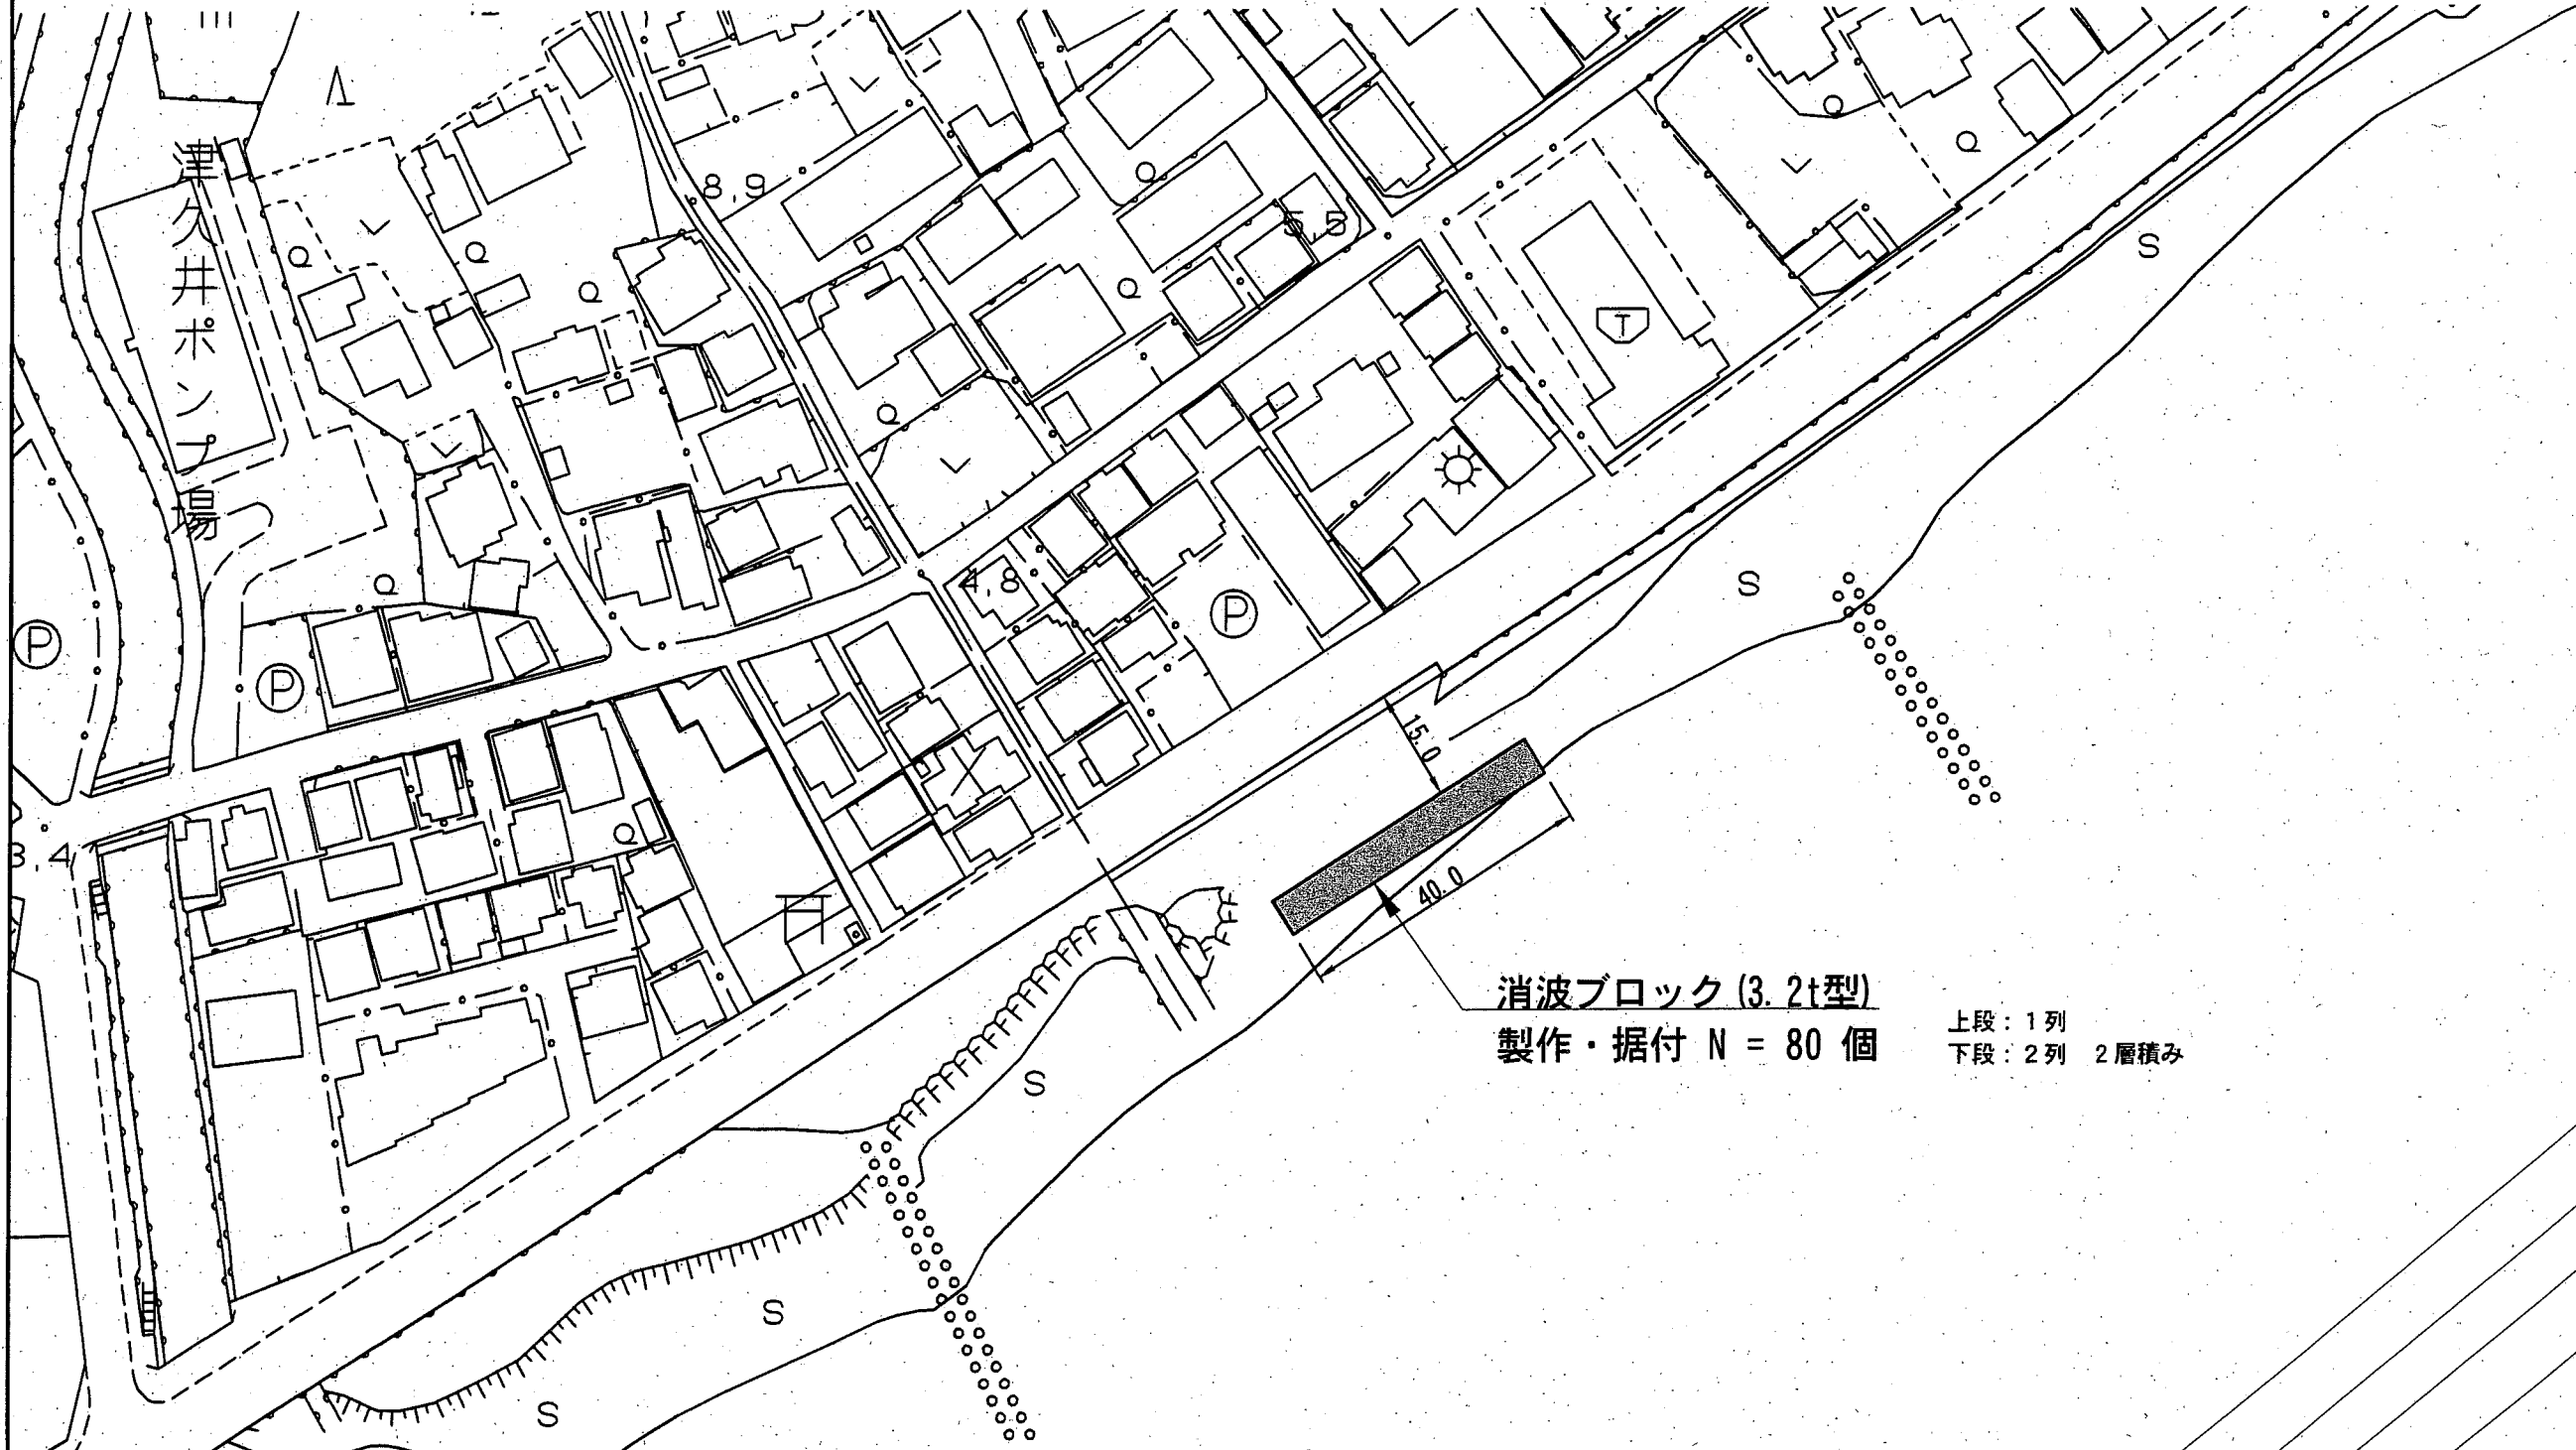 津久井ポンプ場
8,9
5,5
T
4,8
P
P
P
3,4
15.0
40.0
消波ブロック(3.2t型)
製作・据付 N = 80 個
上段：1列
下段：2列 2層積み
S
S
S
S
S